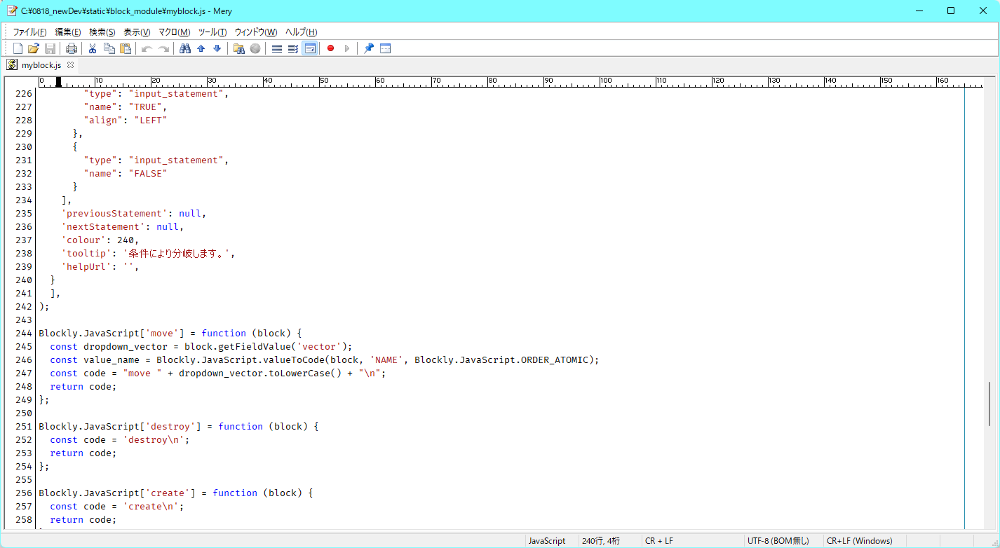 C:¥0818_newDev¥static¥block_module¥myblock.js - Mery
ファイル(F) 編集(E) 検索(S) 表示(V) マクロ(M) ツール(T) ウィンドウ(W) ヘルプ(H)
myblock.js
0 10 20 30 40 50 60 70 80 90 100 110 120 130 140 150 160
226         "type": "input_statement",
227         "name": "TRUE",
228         "align": "LEFT"
229       },
230       {
231         "type": "input_statement",
232         "name": "FALSE"
233       }
234     ],
235     'previousStatement': null,
236     'nextStatement': null,
237     'colour': 240,
238     'tooltip': '条件により分岐します。',
239     'helpUrl': '',
240   }
241   ],
242 );
243
244 Blockly.JavaScript['move'] = function (block) {
245   const dropdown_vector = block.getFieldValue('vector');
246   const value_name = Blockly.JavaScript.valueToCode(block, 'NAME', Blockly.JavaScript.ORDER_ATOMIC);
247   const code = "move " + dropdown_vector.toLowerCase() + "\n";
248   return code;
249 };
250
251 Blockly.JavaScript['destroy'] = function (block) {
252   const code = 'destroy\n';
253   return code;
254 };
255
256 Blockly.JavaScript['create'] = function (block) {
257   const code = 'create\n';
258   return code;
JavaScript 240行, 4桁 CR + LF UTF-8 (BOM無し) CR+LF (Windows)